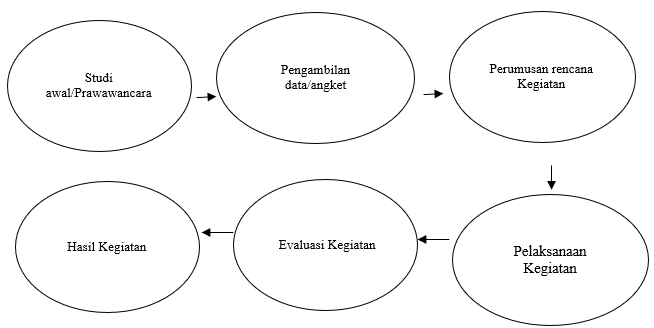 Studi
awal/Prawawancara
Pengambilan
data/angket
Perumusan rencana
Kegiatan
Pelaksanaan
Kegiatan
Evaluasi Kegiatan
Hasil Kegiatan